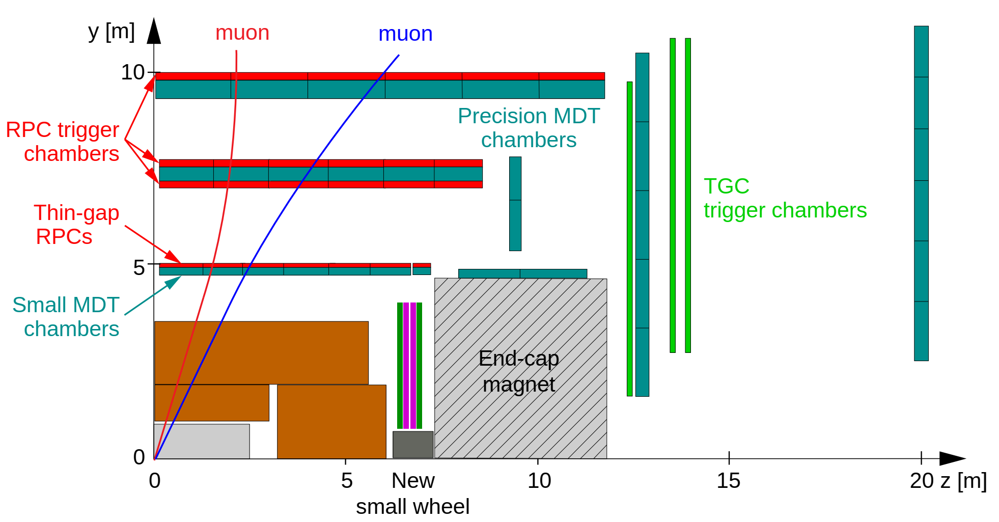 y [m]
muon
muon
10
RPC trigger
chambers
Precision MDT
chambers
TGC
trigger chambers
Thin-gap
RPCs
5
Small MDT
chambers
End-cap
magnet
0
0
5
New
small wheel
10
15
20 z [m]